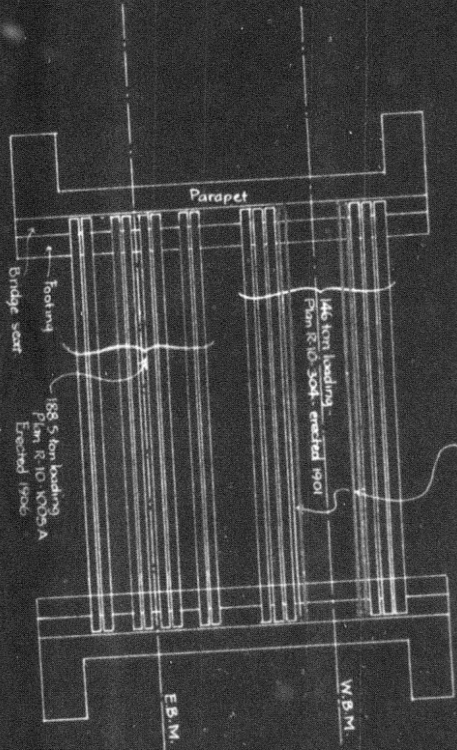 Parapet
146 ton loading
Plan R-10-304 erected 1901
188.5 ton loading
Plan R-10-1005A
Erected 1906
Footing
Bridge seat
W.B.M.
E.B.M.